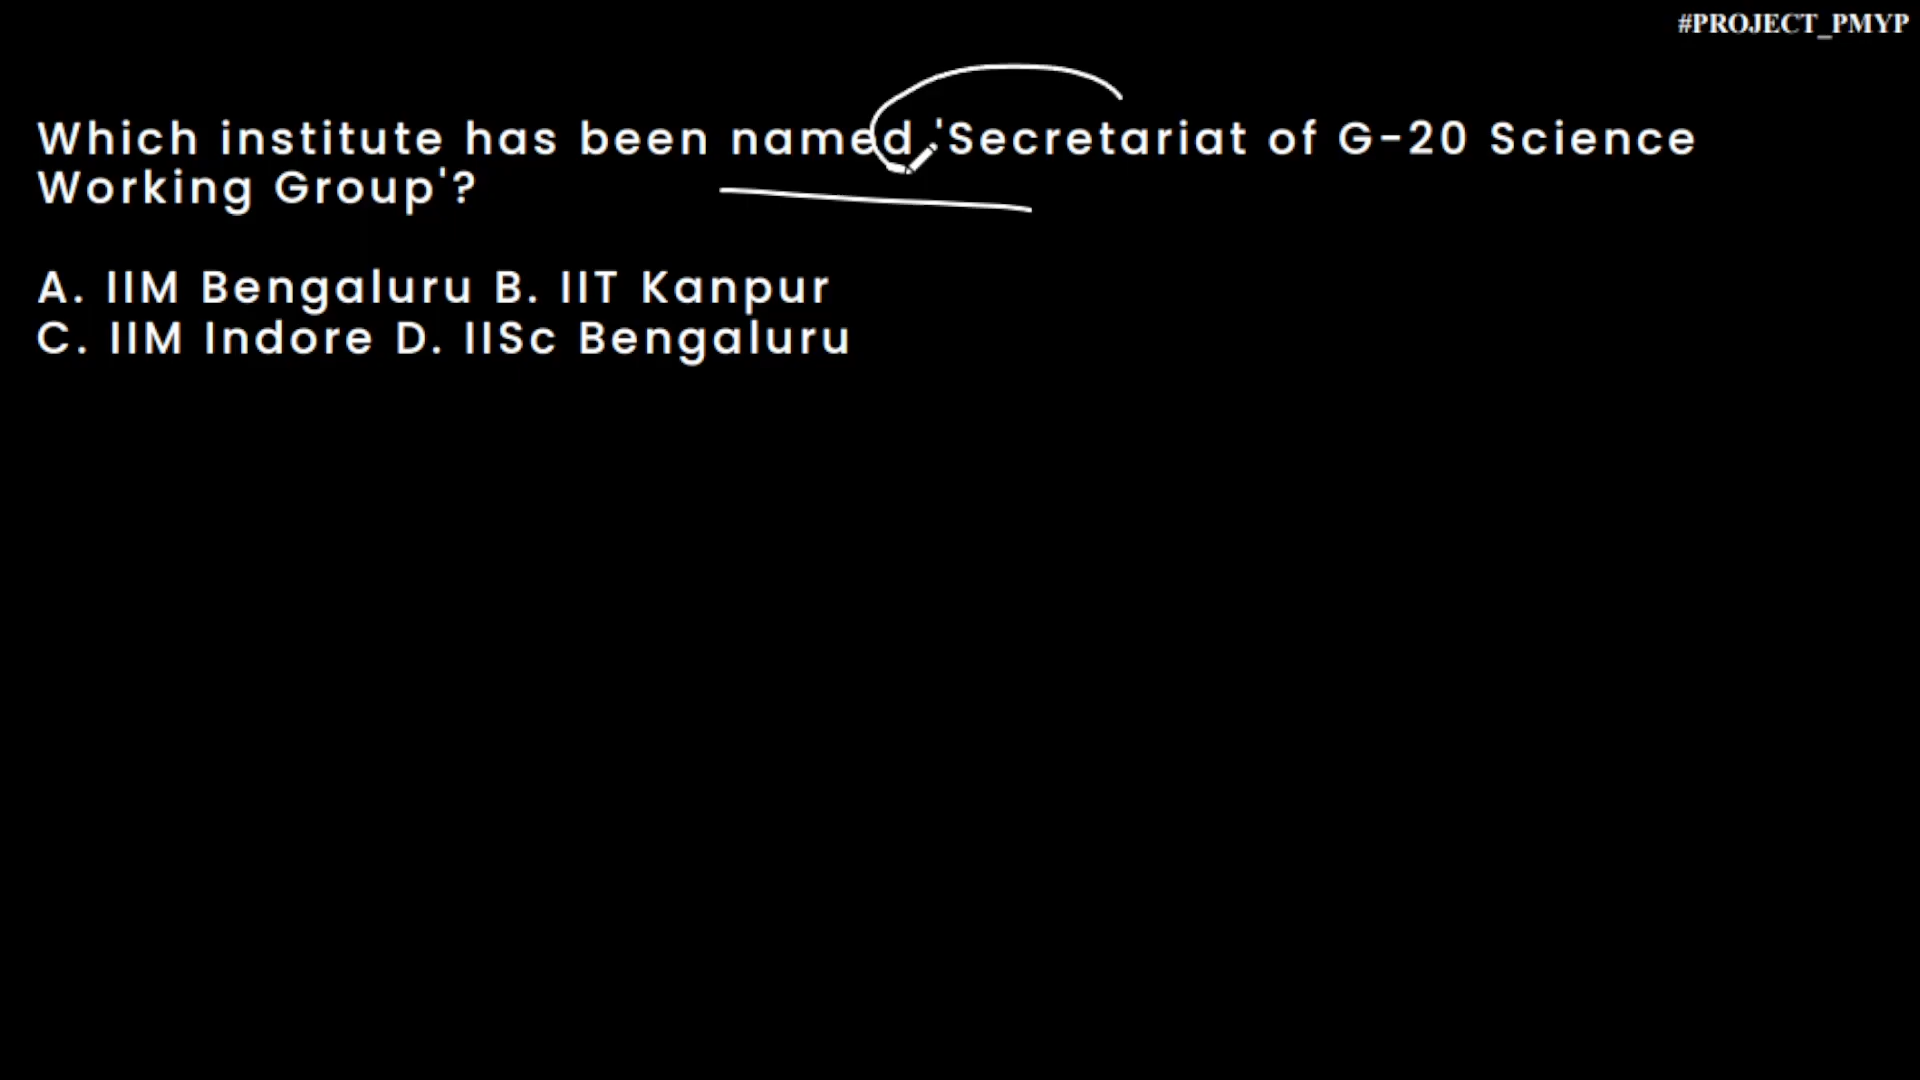 #PROJECT_PMYP
Which institute has been named 'Secretariat of G-20 Science
Working Group'?
A. IIM Bengaluru B. IIT Kanpur
C. IIM Indore D. IISc Bengaluru